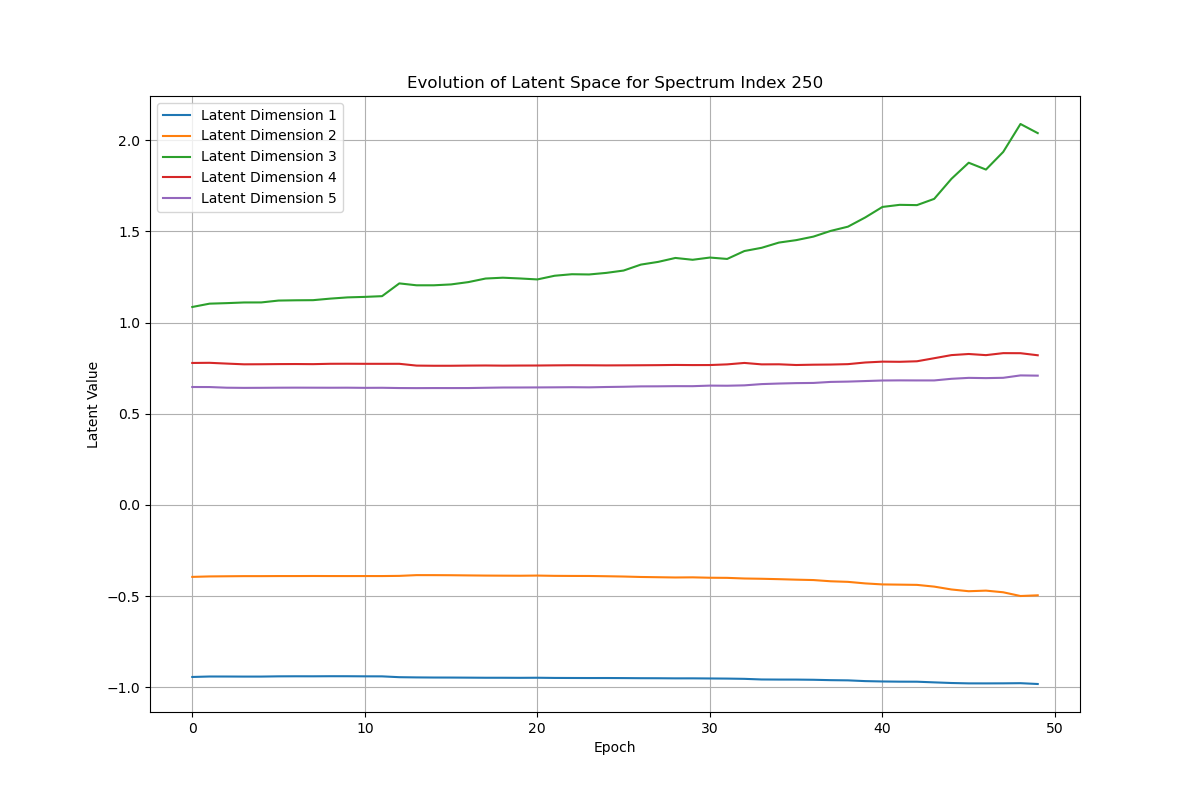 Evolution of Latent Space for Spectrum Index 250
Latent Dimension 1
Latent Dimension 2
Latent Dimension 3
Latent Dimension 4
Latent Dimension 5
2.0
1.5
1.0
0.5
0.0
−0.5
−1.0
Latent Value
0 10 20 30 40 50
Epoch